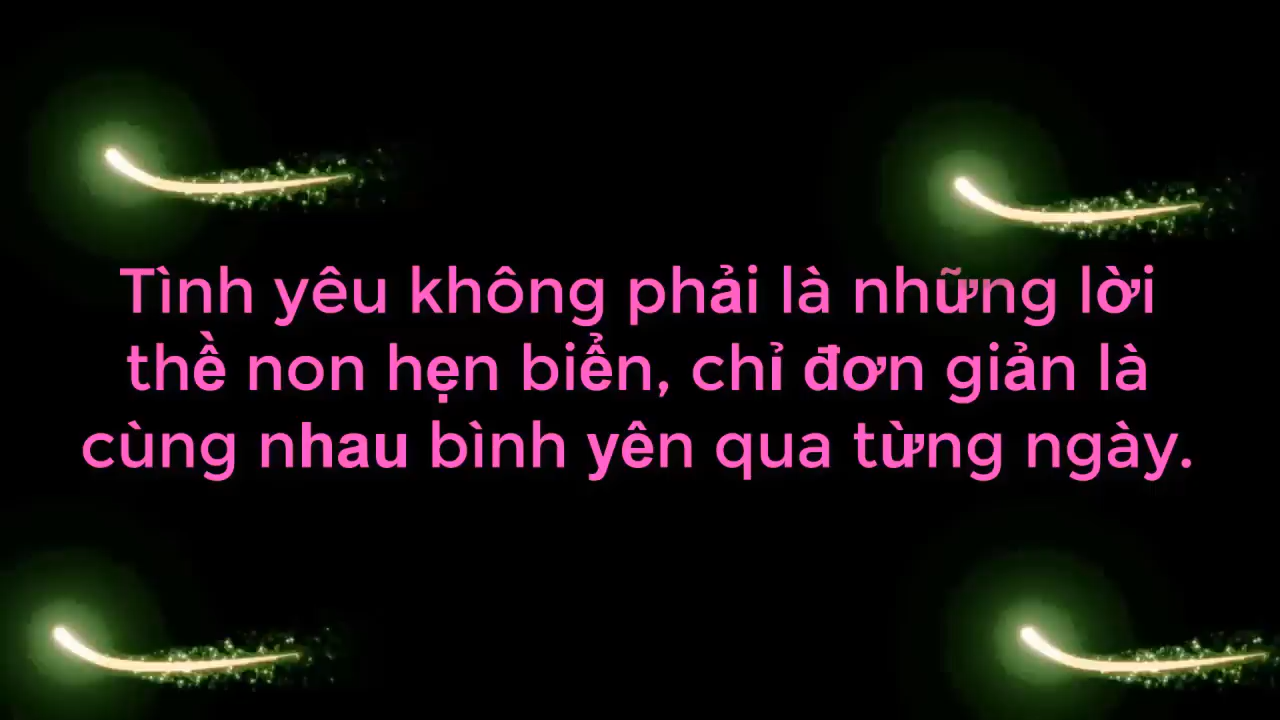 Tình yêu không phải là những lời
thề non hẹn biển, chỉ đơn giản là
cùng nhau bình yên qua từng ngày.